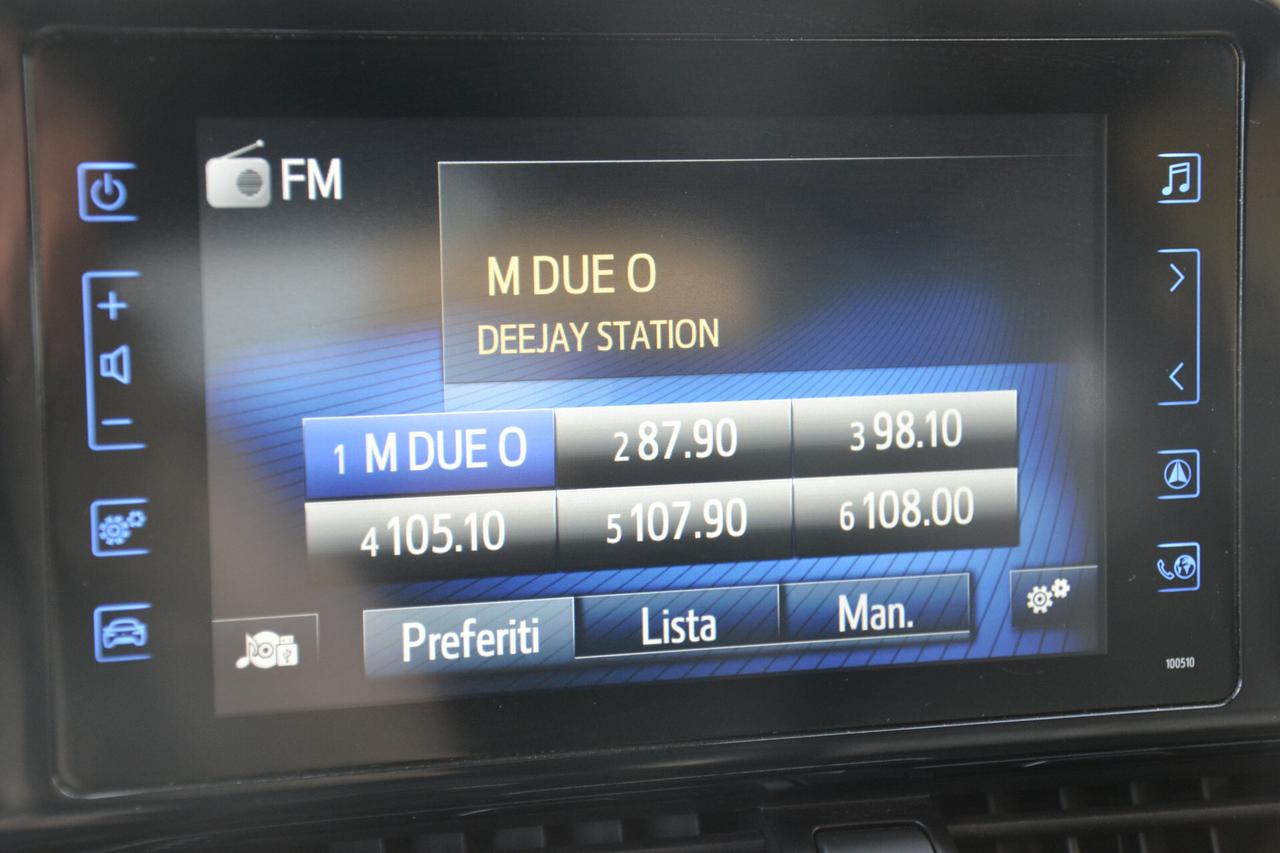 FM
M DUE O
DEEJAY STATION
1 M DUE O 2 87.90 3 98.10
4 105.10 5 107.90 6 108.00
Preferiti Lista Man.
100510